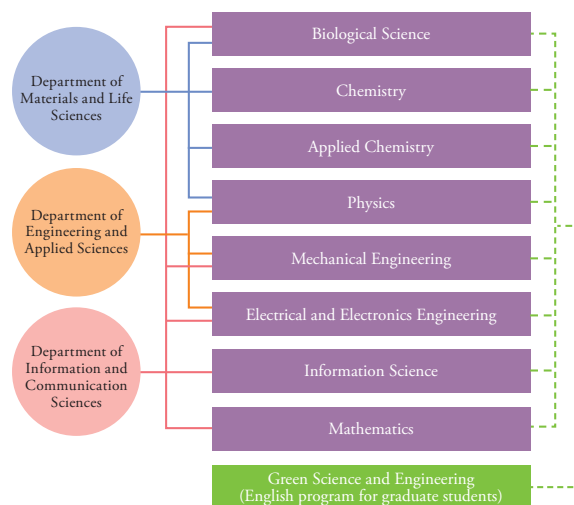 Department of
Materials and Life
Sciences
Department of
Engineering and
Applied Sciences
Department of
Information and
Communication
Sciences
Biological Science
Chemistry
Applied Chemistry
Physics
Mechanical Engineering
Electrical and Electronics Engineering
Information Science
Mathematics
Green Science and Engineering
(English program for graduate students)